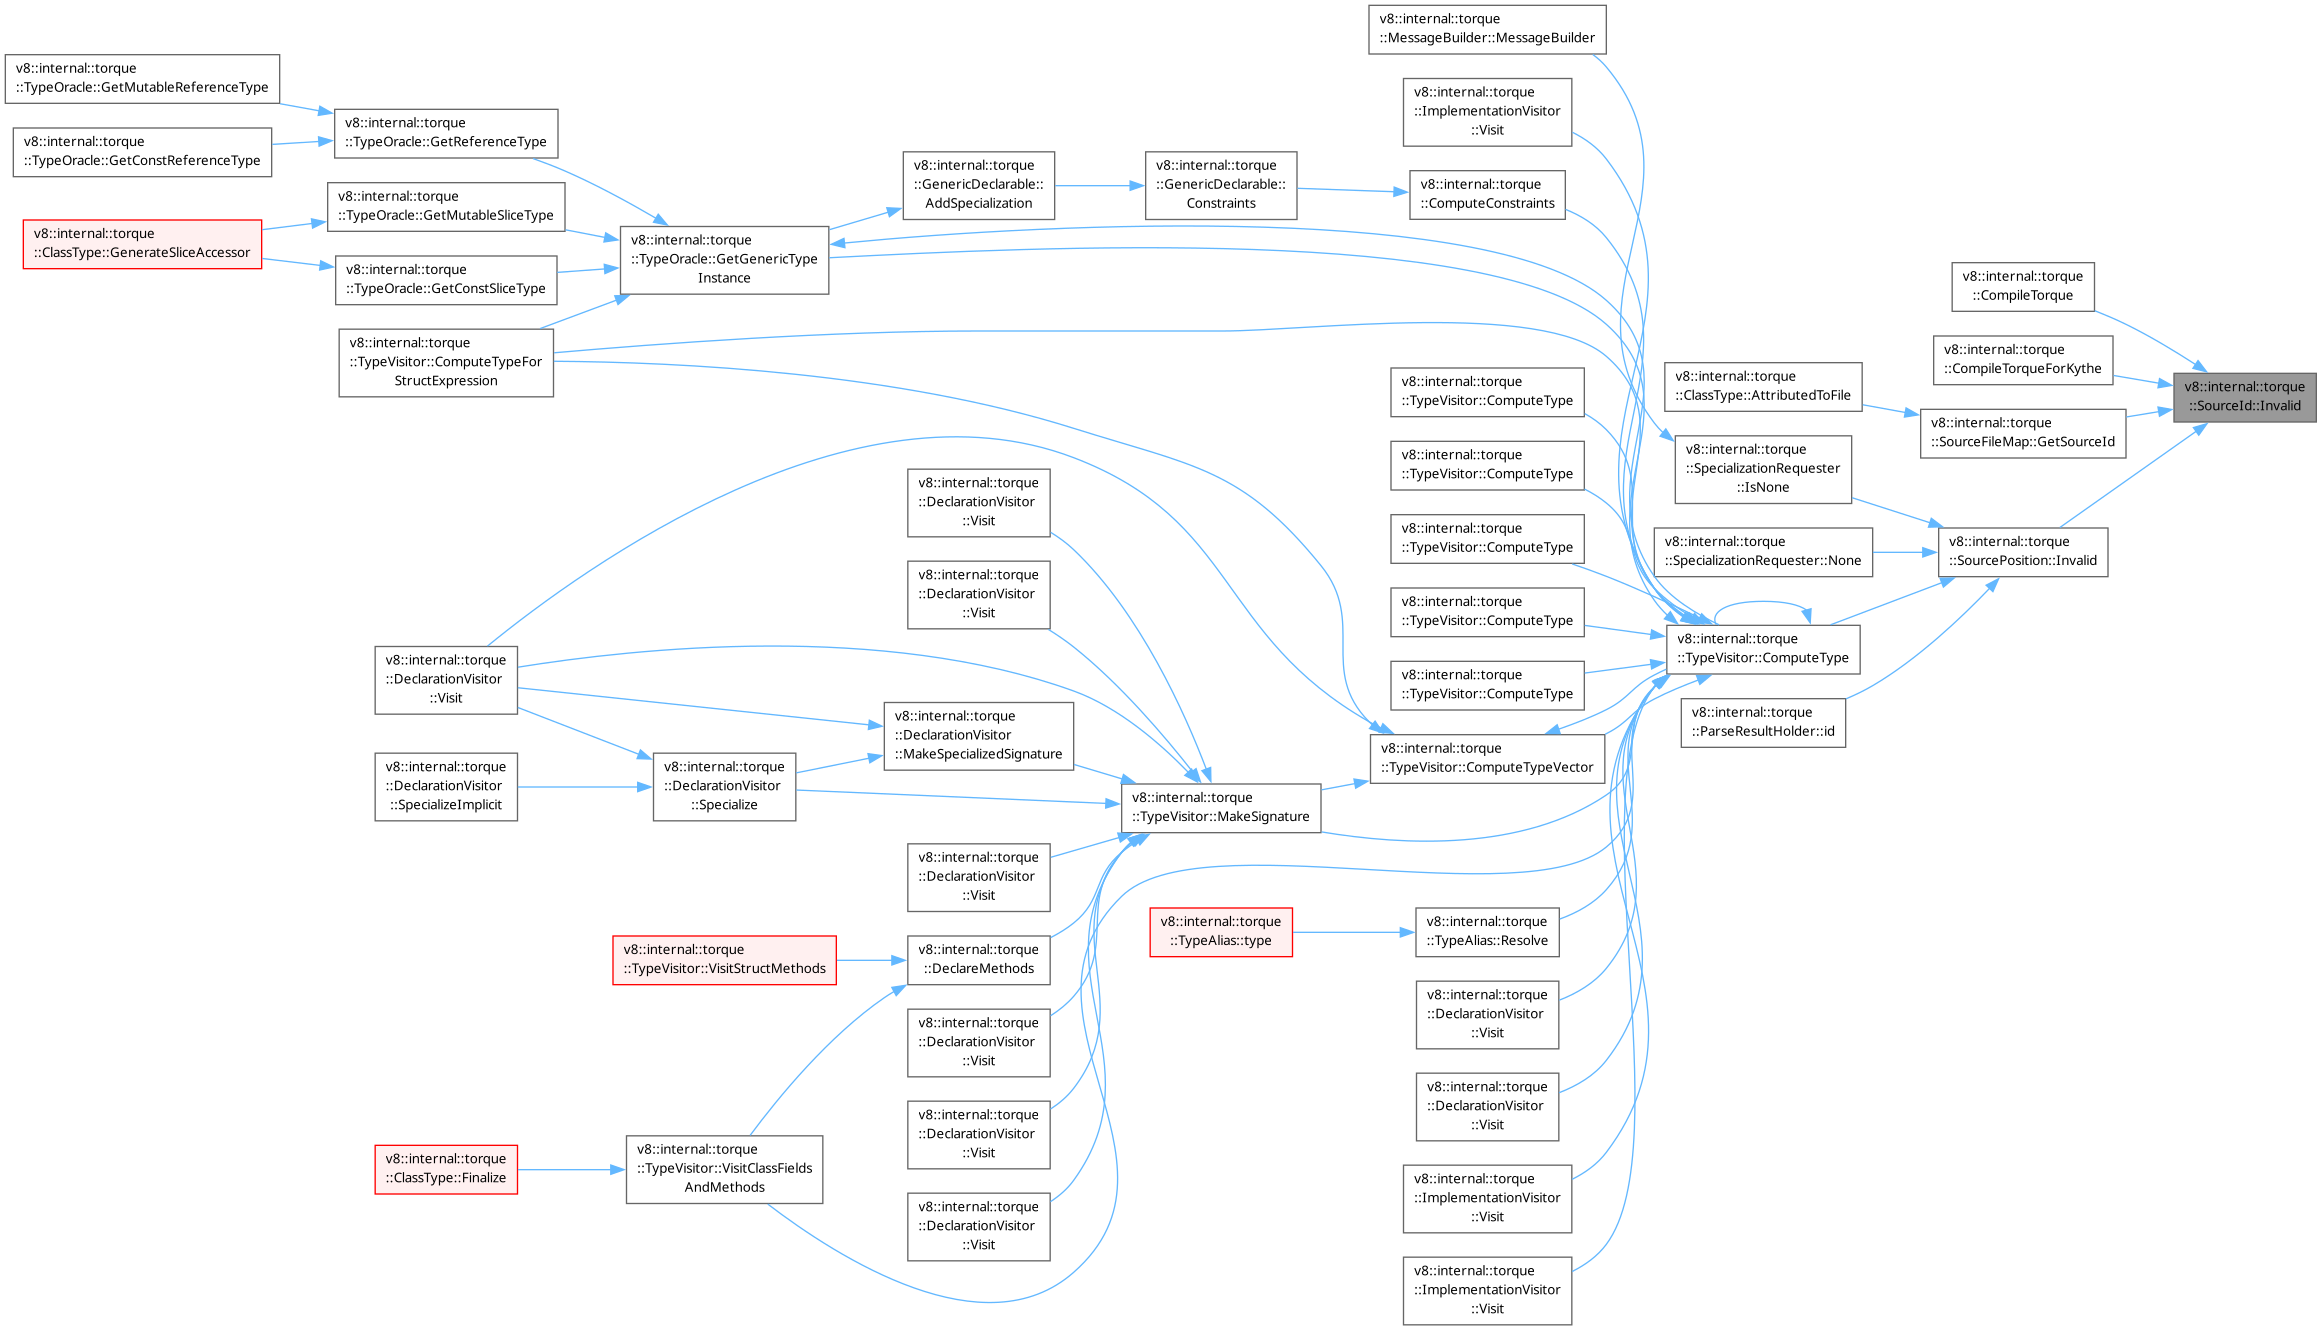 v8::internal::torque
::MessageBuilder::MessageBuilder
v8::internal::torque
::TypeOracle::GetMutableReferenceType
v8::internal::torque
::ImplementationVisitor
::Visit
v8::internal::torque
::TypeOracle::GetReferenceType
v8::internal::torque
::TypeOracle::GetConstReferenceType
v8::internal::torque
::GenericDeclarable::
AddSpecialization
v8::internal::torque
::GenericDeclarable::
Constraints
v8::internal::torque
::ComputeConstraints
v8::internal::torque
::TypeOracle::GetMutableSliceType
v8::internal::torque
::ClassType::GenerateSliceAccessor
v8::internal::torque
::TypeOracle::GetGenericType
Instance
v8::internal::torque
::TypeOracle::GetConstSliceType
v8::internal::torque
::CompileTorque
v8::internal::torque
::TypeVisitor::ComputeTypeFor
StructExpression
v8::internal::torque
::CompileTorqueForKythe
v8::internal::torque
::TypeVisitor::ComputeType
v8::internal::torque
::ClassType::AttributedToFile
v8::internal::torque
::SourceId::Invalid
v8::internal::torque
::SourceFileMap::GetSourceId
v8::internal::torque
::TypeVisitor::ComputeType
v8::internal::torque
::SpecializationRequester
::IsNone
v8::internal::torque
::DeclarationVisitor
::Visit
v8::internal::torque
::TypeVisitor::ComputeType
v8::internal::torque
::SpecializationRequester::None
v8::internal::torque
::SourcePosition::Invalid
v8::internal::torque
::DeclarationVisitor
::Visit
v8::internal::torque
::TypeVisitor::ComputeType
v8::internal::torque
::TypeVisitor::ComputeType
v8::internal::torque
::DeclarationVisitor
::Visit
v8::internal::torque
::TypeVisitor::ComputeType
v8::internal::torque
::ParseResultHolder::id
v8::internal::torque
::DeclarationVisitor
::MakeSpecializedSignature
v8::internal::torque
::TypeVisitor::ComputeTypeVector
v8::internal::torque
::DeclarationVisitor
::SpecializeImplicit
v8::internal::torque
::DeclarationVisitor
::Specialize
v8::internal::torque
::TypeVisitor::MakeSignature
v8::internal::torque
::DeclarationVisitor
::Visit
v8::internal::torque
::TypeAlias::type
v8::internal::torque
::TypeAlias::Resolve
v8::internal::torque
::TypeVisitor::VisitStructMethods
v8::internal::torque
::DeclareMethods
v8::internal::torque
::DeclarationVisitor
::Visit
v8::internal::torque
::DeclarationVisitor
::Visit
v8::internal::torque
::DeclarationVisitor
::Visit
v8::internal::torque
::DeclarationVisitor
::Visit
v8::internal::torque
::ClassType::Finalize
v8::internal::torque
::TypeVisitor::VisitClassFields
AndMethods
v8::internal::torque
::ImplementationVisitor
::Visit
v8::internal::torque
::DeclarationVisitor
::Visit
v8::internal::torque
::ImplementationVisitor
::Visit